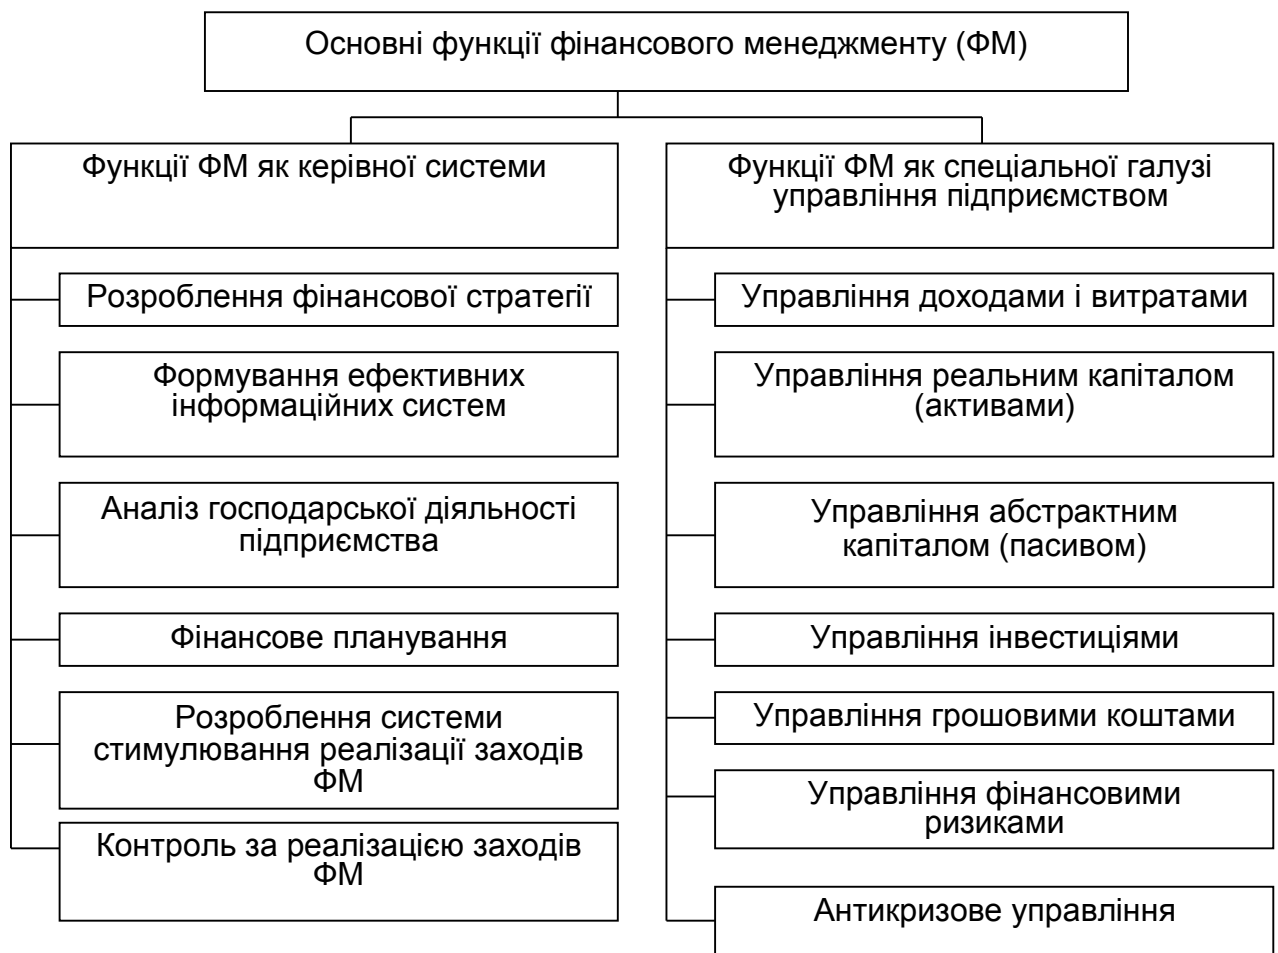 Основні функції фінансового менеджменту (ФМ)
Функції ФМ як керівної системи
Розроблення фінансової стратегії
Формування ефективних
інформаційних систем
Аналіз господарської діяльності
підприємства
Фінансове планування
Розроблення системи
стимулювання реалізації заходів
ФМ
Контроль за реалізацією заходів
ФМ
Функції ФМ як спеціальної галузі
управління підприємством
Управління доходами і витратами
Управління реальним капіталом
(активами)
Управління абстрактним
капіталом (пасивом)
Управління інвестиціями
Управління грошовими коштами
Управління фінансовими
ризиками
Антикризове управління